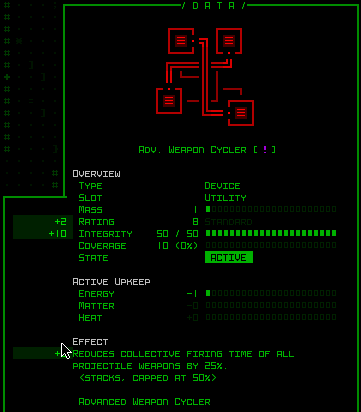 / D A T A /
ADV. WEAPON CYCLER [ ! ]
OVERVIEW
TYPE DEVICE
SLOT UTILITY
MASS 1
+2 RATING 8 STANDARD
+10 INTEGRITY 50 / 50
COVERAGE 10 (0%)
STATE ACTIVE
ACTIVE UPKEEP
ENERGY -1
MATTER -0
HEAT +0
EFFECT
REDUCES COLLECTIVE FIRING TIME OF ALL
PROJECTILE WEAPONS BY 25%.
<STACKS, CAPPED AT 50%>
ADVANCED WEAPON CYCLER